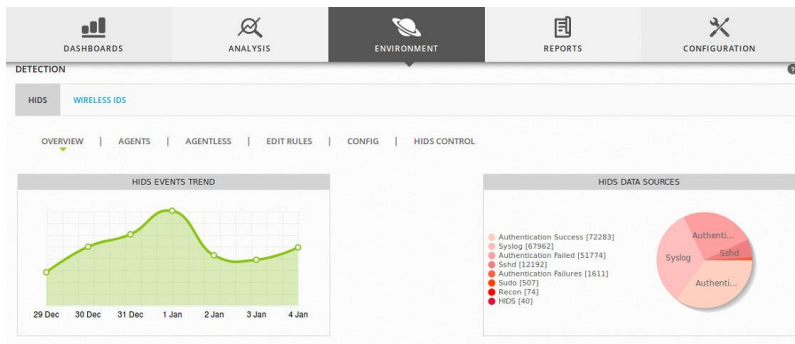 DASHBOARDS ANALYSIS ENVIRONMENT REPORTS CONFIGURATION
DETECTION ?
HIDS WIRELESS IDS
OVERVIEW | AGENTS | AGENTLESS | EDIT RULES | CONFIG | HIDS CONTROL
HIDS EVENTS TREND
29 Dec 30 Dec 31 Dec 1 Jan 2 Jan 3 Jan 4 Jan
HIDS DATA SOURCES
Authentication Success [72283]
Syslog [67962]
Authentication Failed [51774]
Sshd [12192]
Authentication Failures [1611]
Sudo [507]
Recon [74]
HIDS [40]
Authenti...
Sshd
Syslog
Authenti...